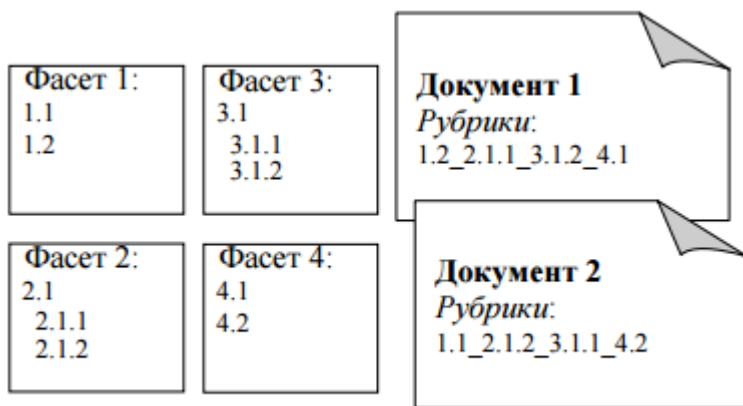 Фасет 1:
1.1
1.2
Фасет 3:
3.1
3.1.1
3.1.2
Документ 1
Рубрики:
1.2_2.1.1_3.1.2_4.1
Фасет 2:
2.1
2.1.1
2.1.2
Фасет 4:
4.1
4.2
Документ 2
Рубрики:
1.1_2.1.2_3.1.1_4.2